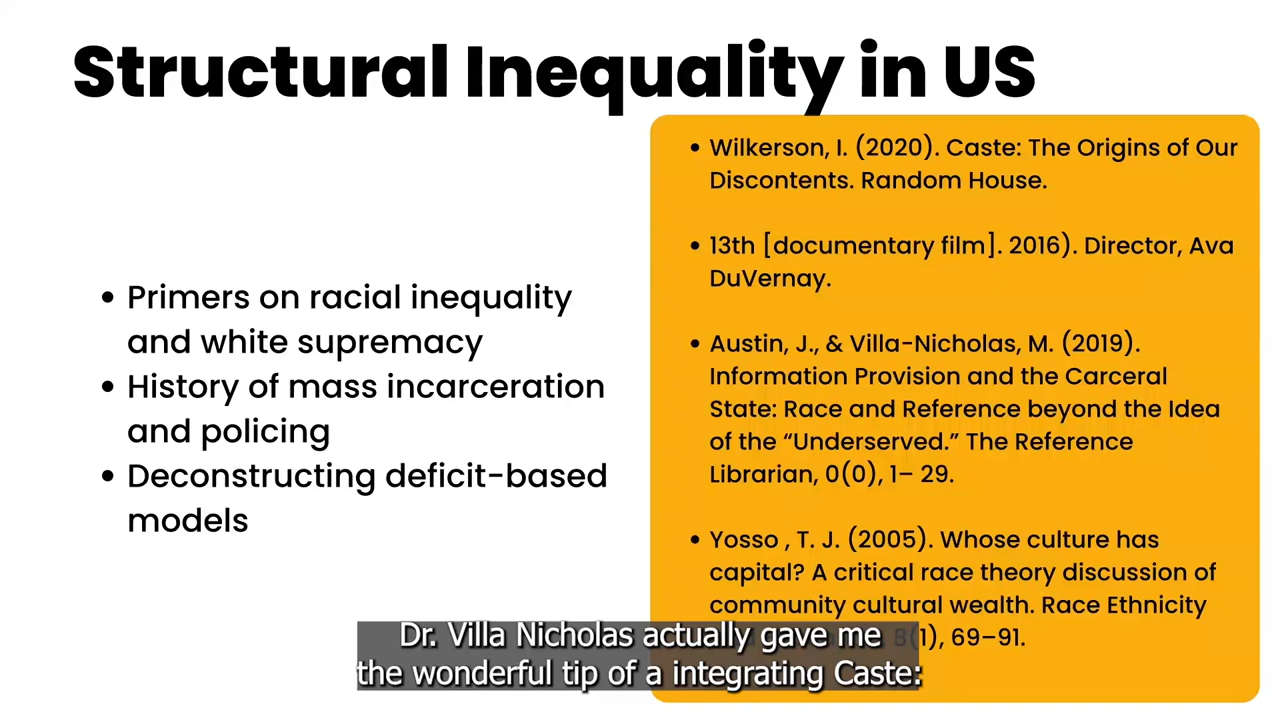 Structural Inequality in US
• Primers on racial inequality
and white supremacy
• History of mass incarceration
and policing
• Deconstructing deficit-based
models
• Wilkerson, I. (2020). Caste: The Origins of Our
Discontents. Random House.
• 13th [documentary film]. 2016). Director, Ava
DuVernay.
• Austin, J., & Villa-Nicholas, M. (2019).
Information Provision and the Carceral
State: Race and Reference beyond the Idea
of the “Underserved.” The Reference
Librarian, 0(0), 1– 29.
• Yosso , T. J. (2005). Whose culture has
capital? A critical race theory discussion of
community cultural wealth. Race Ethnicity
8(1), 69–91.
Dr. Villa Nicholas actually gave me
the wonderful tip of a integrating Caste: